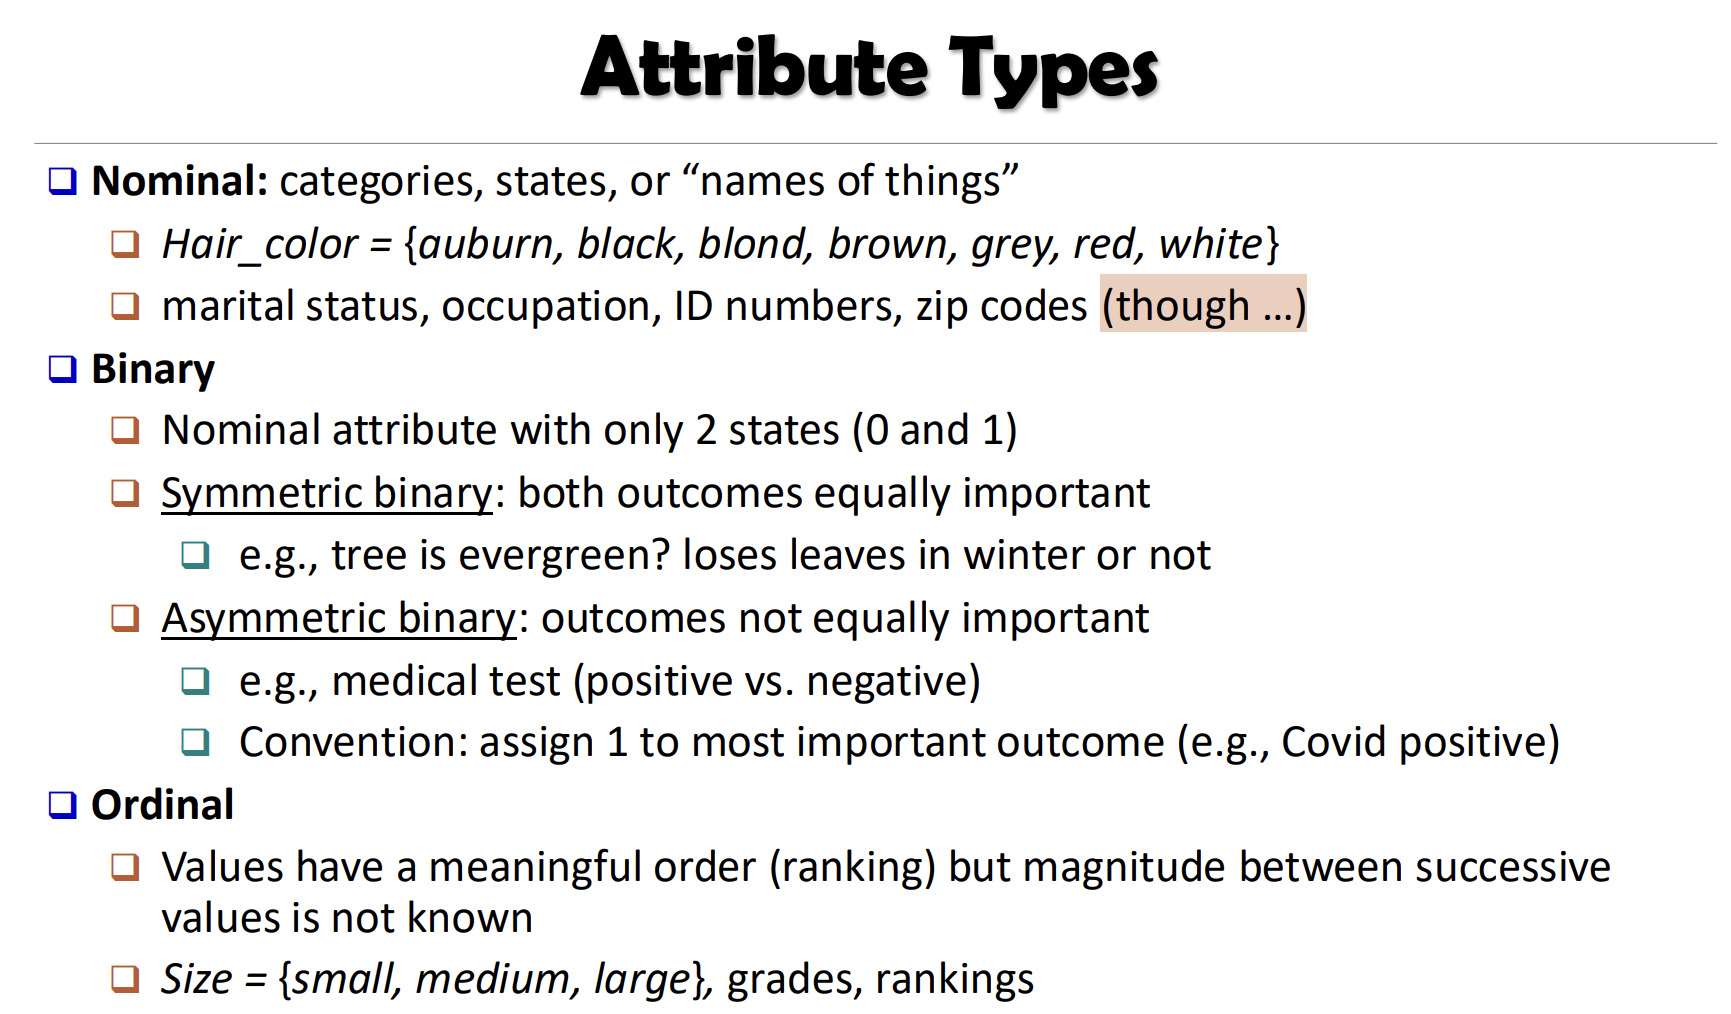 Attribute Types
Nominal: categories, states, or “names of things”
Hair_color = {auburn, black, blond, brown, grey, red, white}
marital status, occupation, ID numbers, zip codes (though ...)
Binary
Nominal attribute with only 2 states (0 and 1)
Symmetric binary: both outcomes equally important
e.g., tree is evergreen? loses leaves in winter or not
Asymmetric binary: outcomes not equally important
e.g., medical test (positive vs. negative)
Convention: assign 1 to most important outcome (e.g., Covid positive)
Ordinal
Values have a meaningful order (ranking) but magnitude between successive
values is not known
Size = {small, medium, large}, grades, rankings